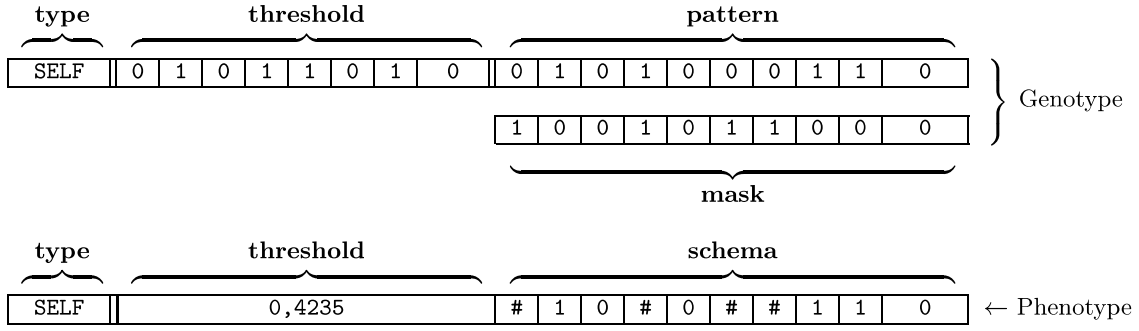 type threshold pattern
SELF 0 1 0 1 1 0 1 0 0 1 0 1 0 0 0 1 1 0
Genotype
1 0 0 1 0 1 1 0 0 0
mask
type threshold schema
SELF 0,4235 # 1 0 # 0 # # 1 1 0 ← Phenotype